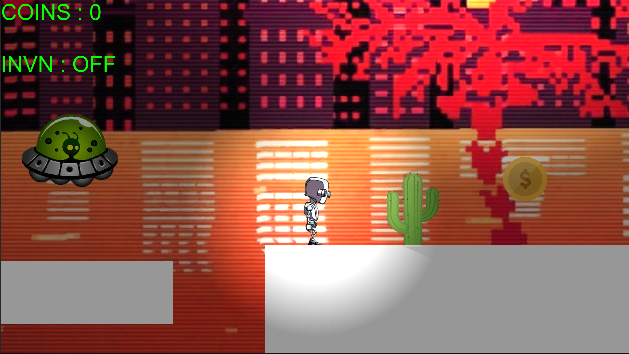 COINS : 0
INVN : OFF
$